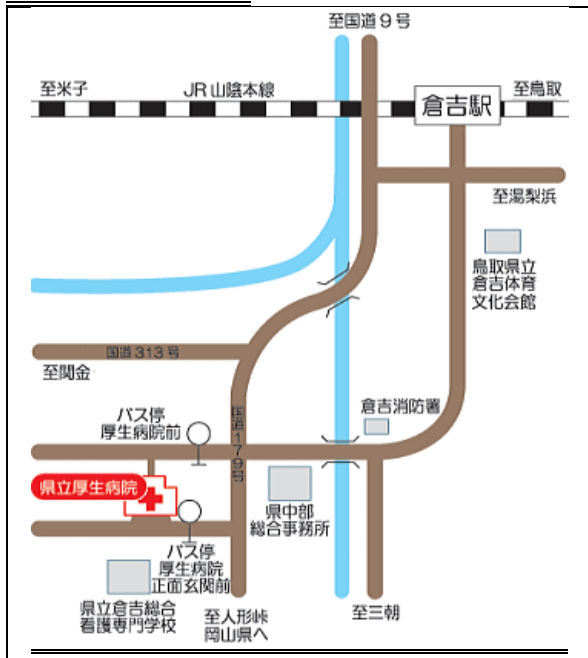 至国道9号
至米子
JR山陰本線
倉吉駅
至鳥取
至湯梨浜
鳥取県立
倉吉体育
文化会館
国道313号
至関金
バス停
厚生病院前
国道179号
倉吉消防署
県立厚生病院
県中部
総合事務所
バス停
厚生病院
正面玄関前
県立倉吉総合
看護専門学校
至人形峠
岡山県へ
至三朝